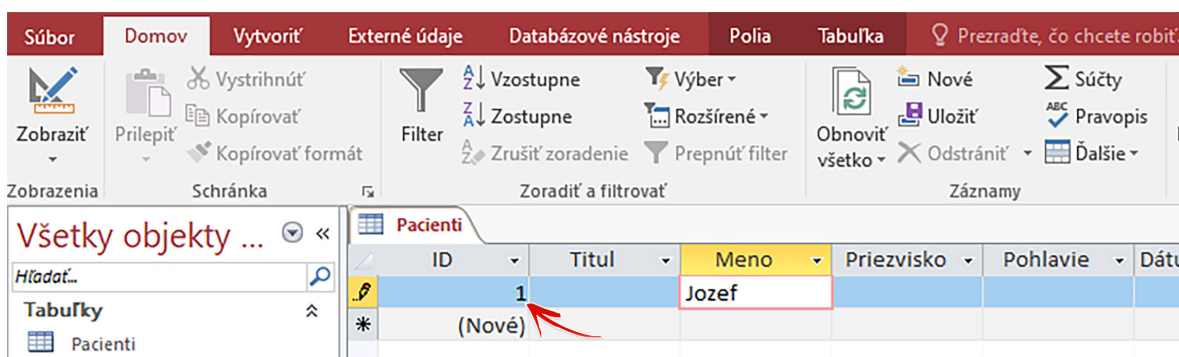 Súbor Domov Vytvoriť Externé údaje Databázové nástroje Polia Tabuľka Prezraďte, čo chcete robiť.
Vystrihnúť Vzostupne Výber Nové Súčty
Kopírovať Zostupne Rozšírené Uložiť ABC Pravopis
Zobraziť Prilepiť Kopírovať formát Filter Zrušiť zoradenie Prepnúť filter Obnoviť všetko Odstrániť Ďalšie
Zobrazenia Schránka Zoradiť a filtrovať Záznamy
Všetky objekty ... « Pacienti
Hľadať...
ID Titul Meno Priezvisko Pohlavie Dátu
1 Jozef
Tabuľky
(Nové)
Pacienti